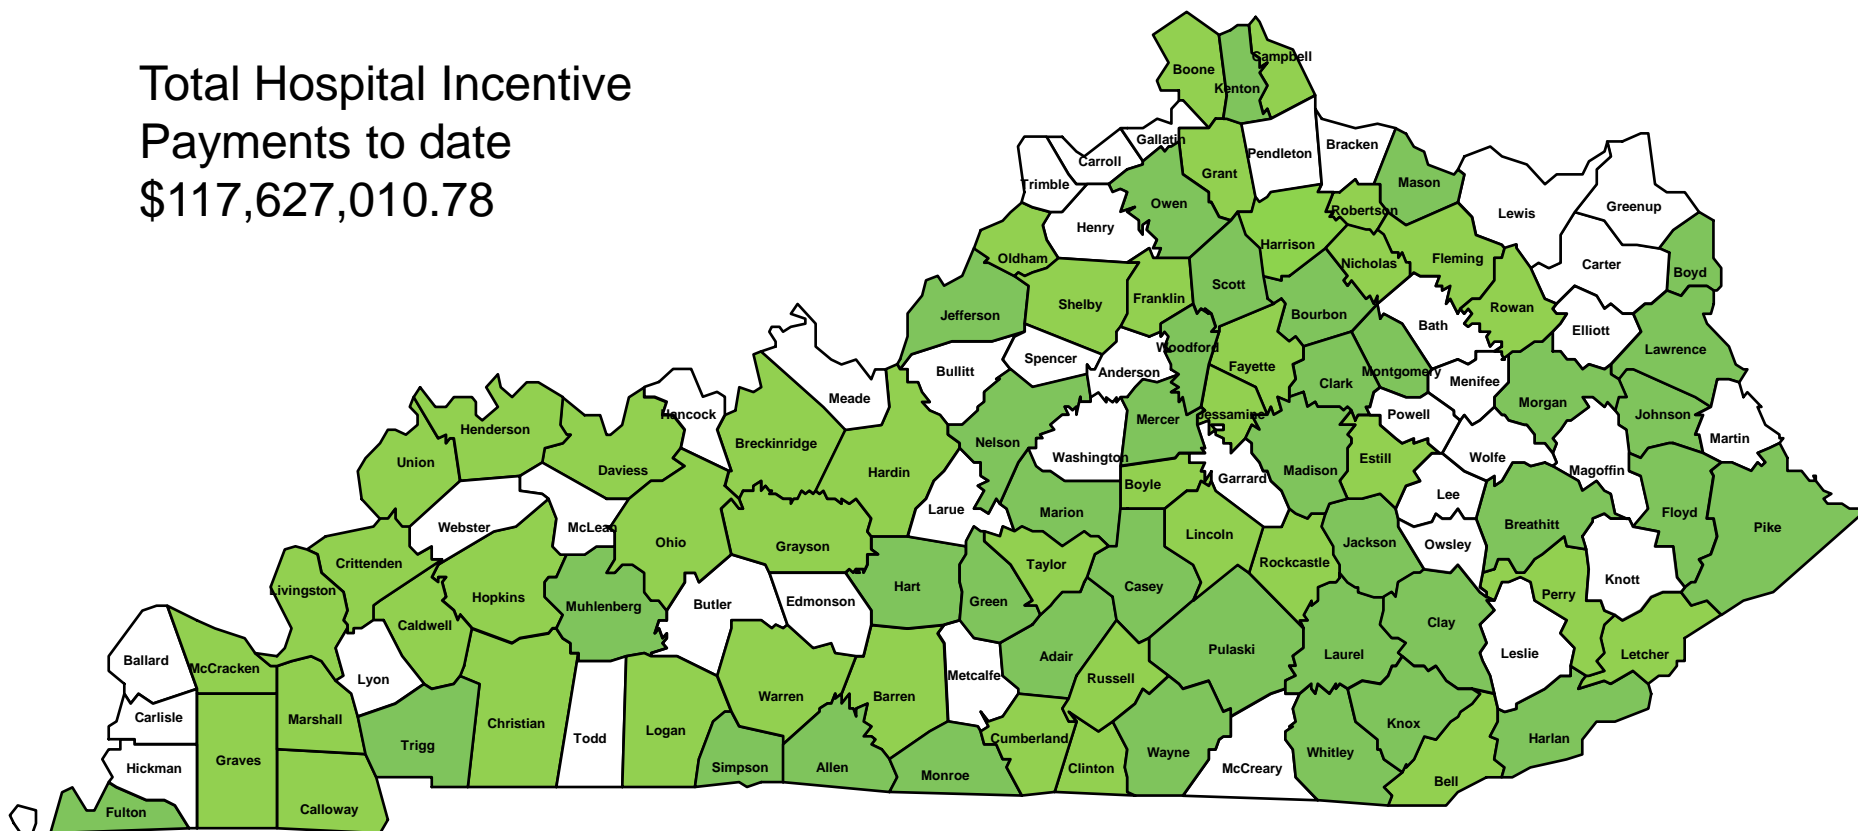 Total Hospital Incentive
Payments to date
$117,627,010.78
Campbell
Boone
Kenton
Gallatin
Bracken
Pendleton
Carroll
Grant
Mason
Trimble
Owen
Robertson
Lewis
Greenup
Henry
Harrison
Oldham
Nicholas
Fleming
Carter
Boyd
Scott
Shelby
Franklin
Rowan
Jefferson
Bourbon
Bath
Elliott
Woodford
Lawrence
Spencer
Fayette
Bullitt
Anderson
Montgomery
Clark
Menifee
Meade
Morgan
Hancock
Jessamine
Powell
Johnson
Mercer
Henderson
Breckinridge
Nelson
Martin
Washington
Wolfe
Union
Daviess
Hardin
Madison
Estill
Magoffin
Boyle
Garrard
Lee
Larue
Marion
Floyd
Webster
McLean
Breathitt
Pike
Lincoln
Ohio
Grayson
Jackson
Owsley
Crittenden
Taylor
Rockcastle
Knott
Livingston
Hopkins
Hart
Casey
Perry
Muhlenberg
Butler
Edmonson
Green
Caldwell
Clay
Ballard
McCracken
Adair
Pulaski
Laurel
Leslie
Letcher
Lyon
Metcalfe
Russell
Warren
Barren
Carlisle
Marshall
Christian
Logan
Knox
Todd
Cumberland
Harlan
Trigg
Wayne
Whitley
Graves
Hickman
Simpson
Allen
Monroe
Clinton
McCreary
Bell
Fulton
Calloway